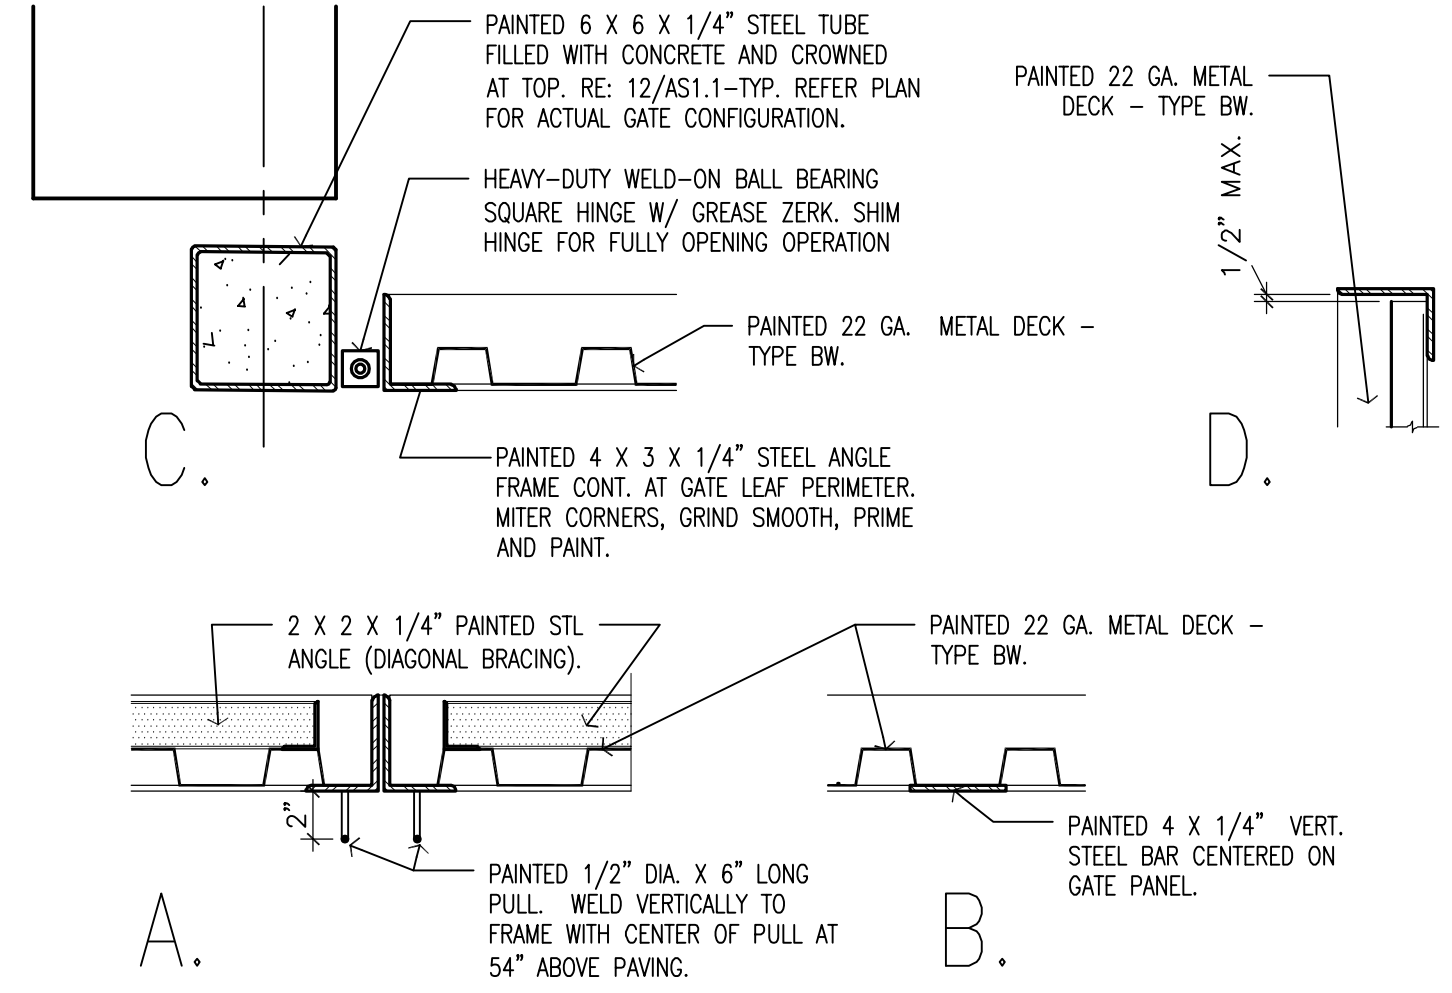 PAINTED 6 X 6 X 1/4" STEEL TUBE
FILLED WITH CONCRETE AND CROWNED
AT TOP. RE: 12/AS1.1-TYP. REFER PLAN
FOR ACTUAL GATE CONFIGURATION.
HEAVY-DUTY WELD-ON BALL BEARING
SQUARE HINGE W/ GREASE ZERK. SHIM
HINGE FOR FULLY OPENING OPERATION
PAINTED 22 GA. METAL DECK -
TYPE BW.
PAINTED 4 X 3 X 1/4" STEEL ANGLE
FRAME CONT. AT GATE LEAF PERIMETER.
MITER CORNERS, GRIND SMOOTH, PRIME
AND PAINT.
C.
PAINTED 22 GA. METAL
DECK - TYPE BW.
1/2" MAX.
D.
2 X 2 X 1/4" PAINTED STL
ANGLE (DIAGONAL BRACING).
2"
PAINTED 1/2" DIA. X 6" LONG
PULL. WELD VERTICALLY TO
FRAME WITH CENTER OF PULL AT
54" ABOVE PAVING.
A.
PAINTED 22 GA. METAL DECK -
TYPE BW.
PAINTED 4 X 1/4" VERT.
STEEL BAR CENTERED ON
GATE PANEL.
B.